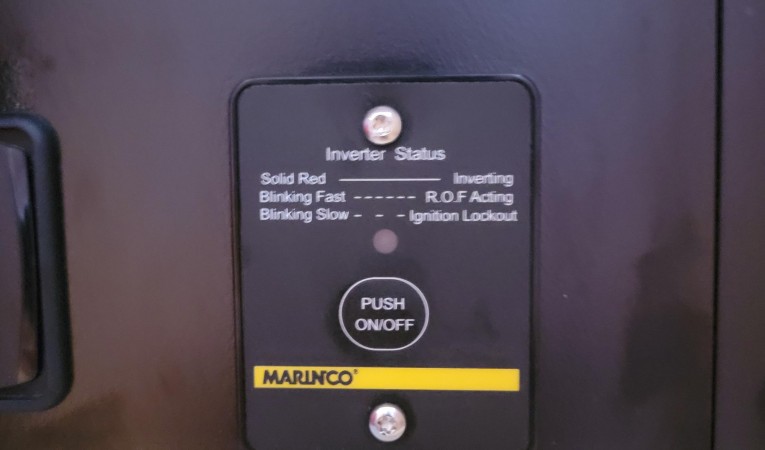 Inverter Status
Solid Red Inverting
Blinking Fast ------ R.O.F Acting
Blinking Slow - - - Ignition Lockout
PUSH
ON/OFF
MARINCO®